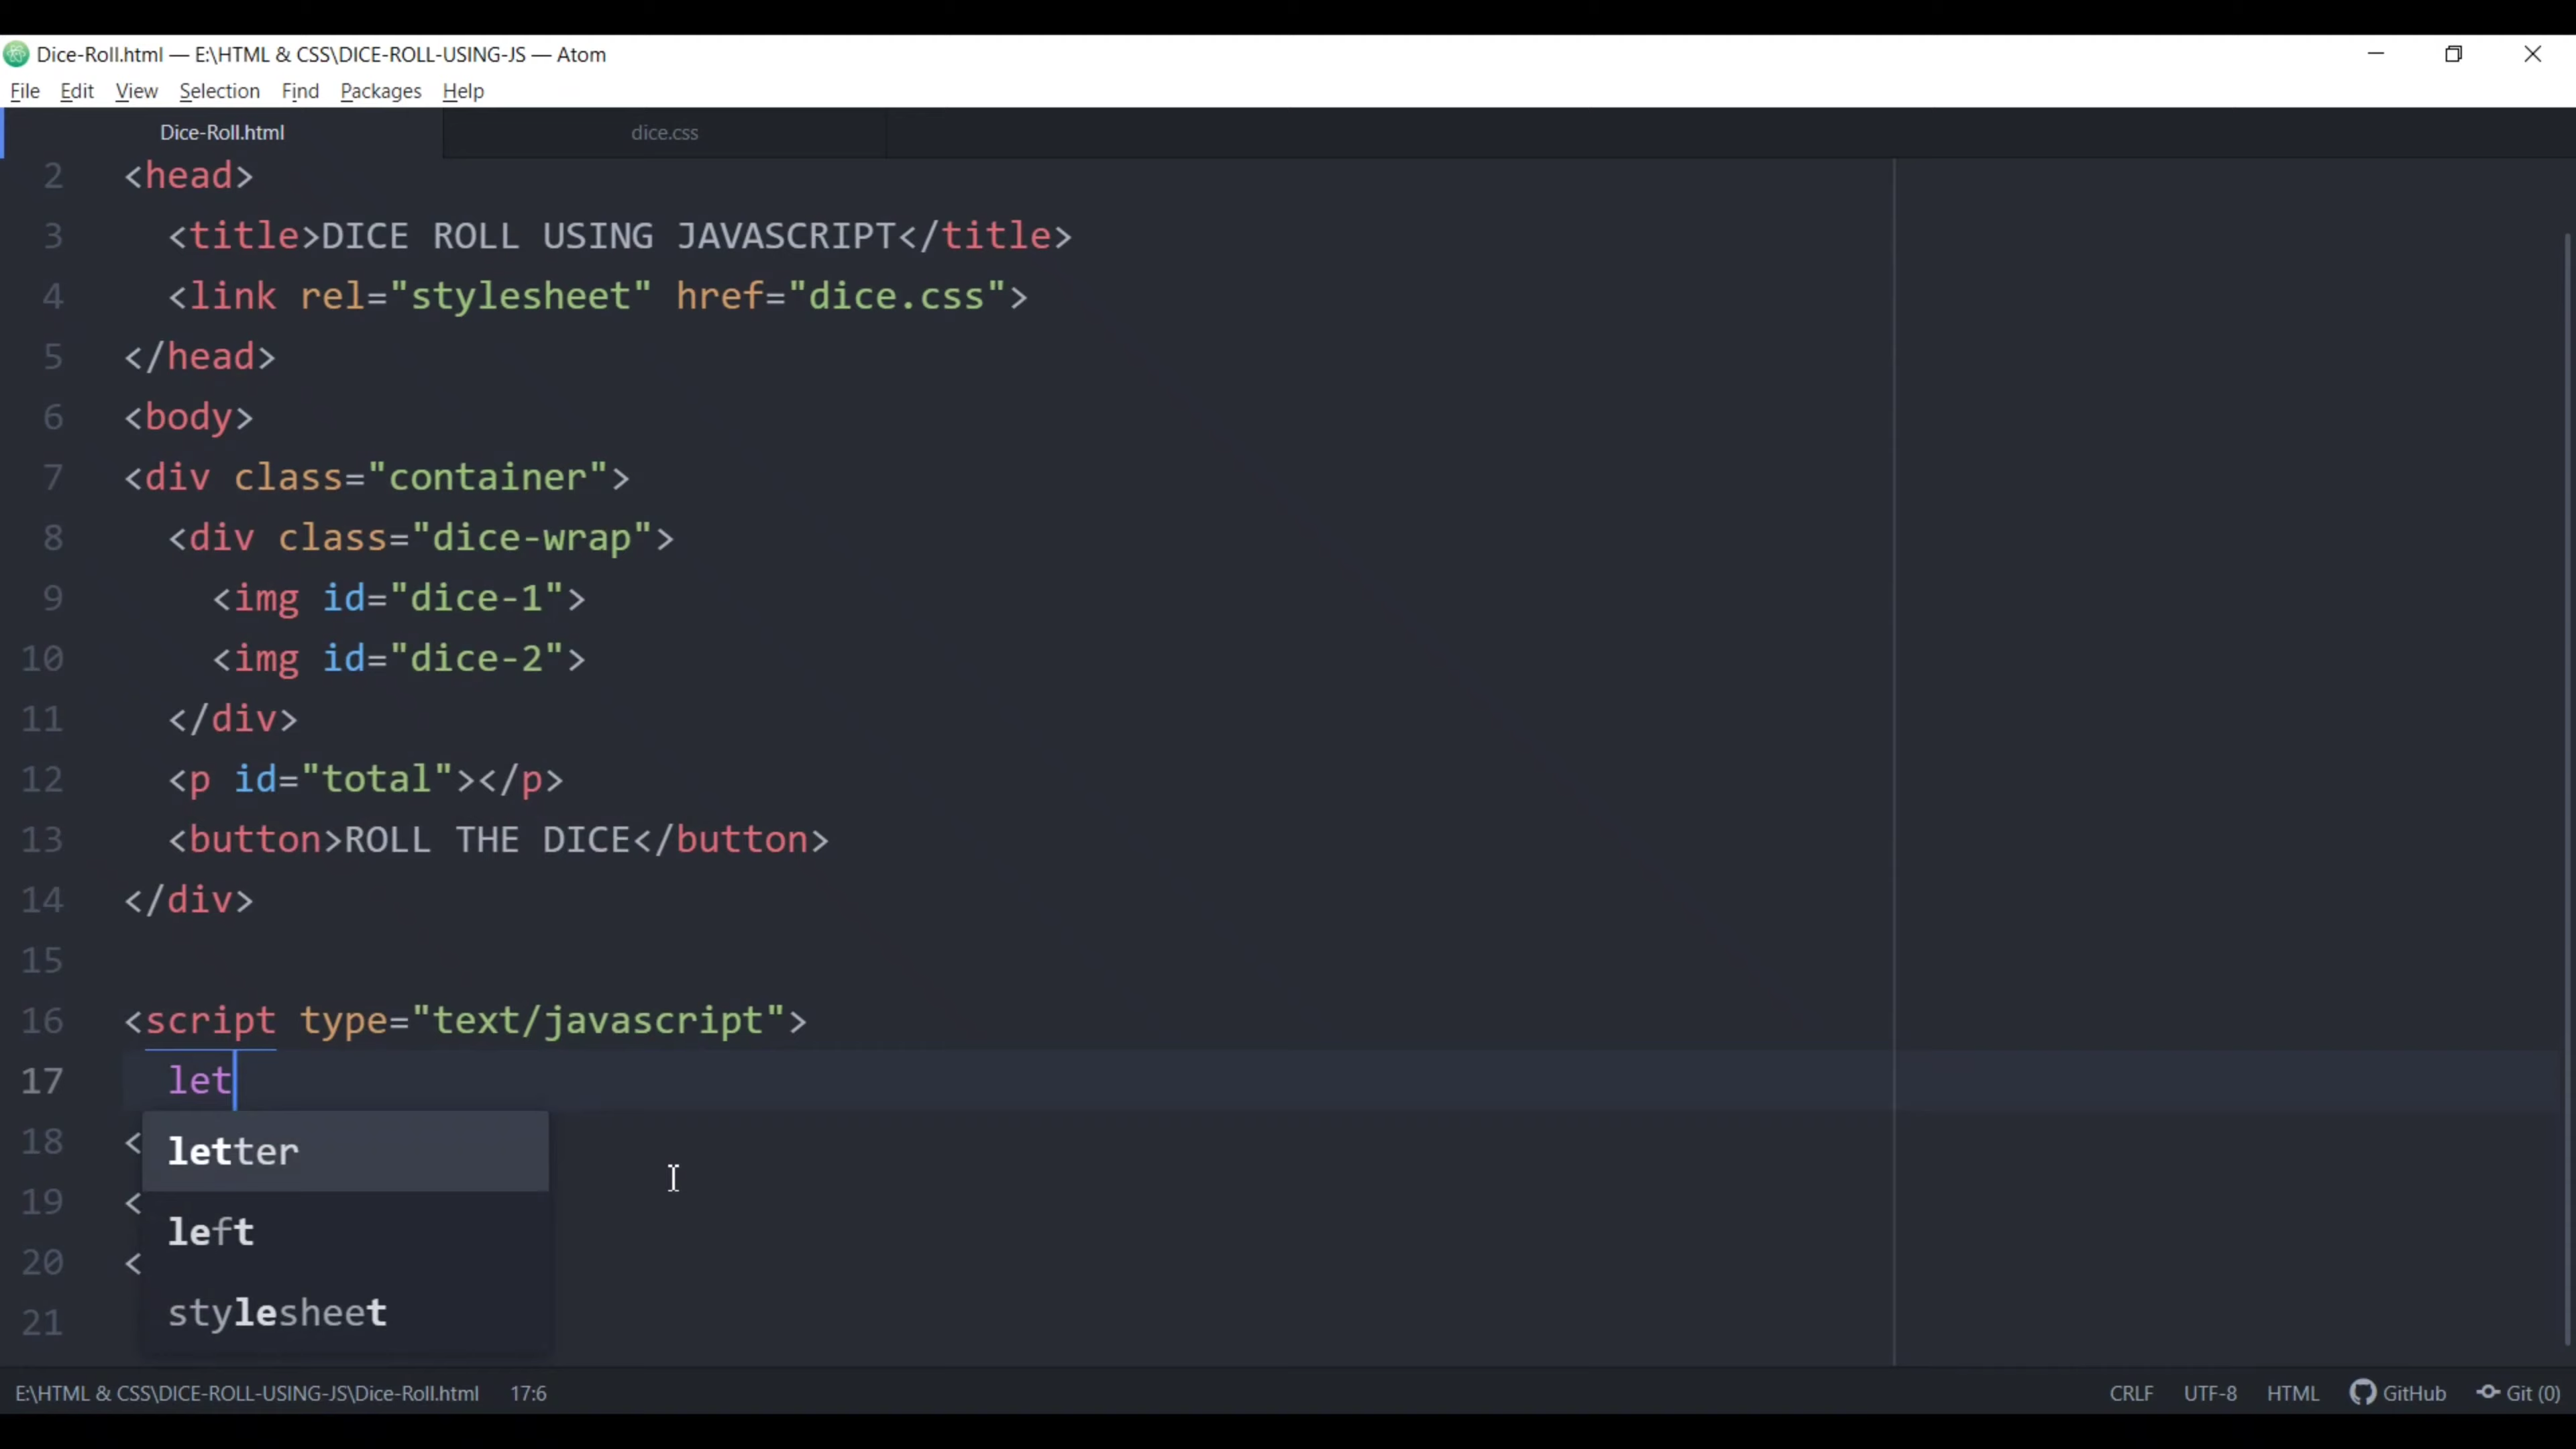 Dice-Roll.html — E:\HTML & CSS\DICE-ROLL-USING-JS — Atom
File Edit View Selection Find Packages Help
Dice-Roll.html dice.css
2 <head>
3 <title>DICE ROLL USING JAVASCRIPT</title>
4 <link rel="stylesheet" href="dice.css">
5 </head>
6 <body>
7 <div class="container">
8 <div class="dice-wrap">
9 <img id="dice-1">
10 <img id="dice-2">
11 </div>
12 <p id="total"></p>
13 <button>ROLL THE DICE</button>
14 </div>
15
16 <script type="text/javascript">
17 let
18 <
letter
19 <
left
20 <
stylesheet
21
E:\HTML & CSS\DICE-ROLL-USING-JS\Dice-Roll.html 17:6 CRLF UTF-8 HTML GitHub Git (0)